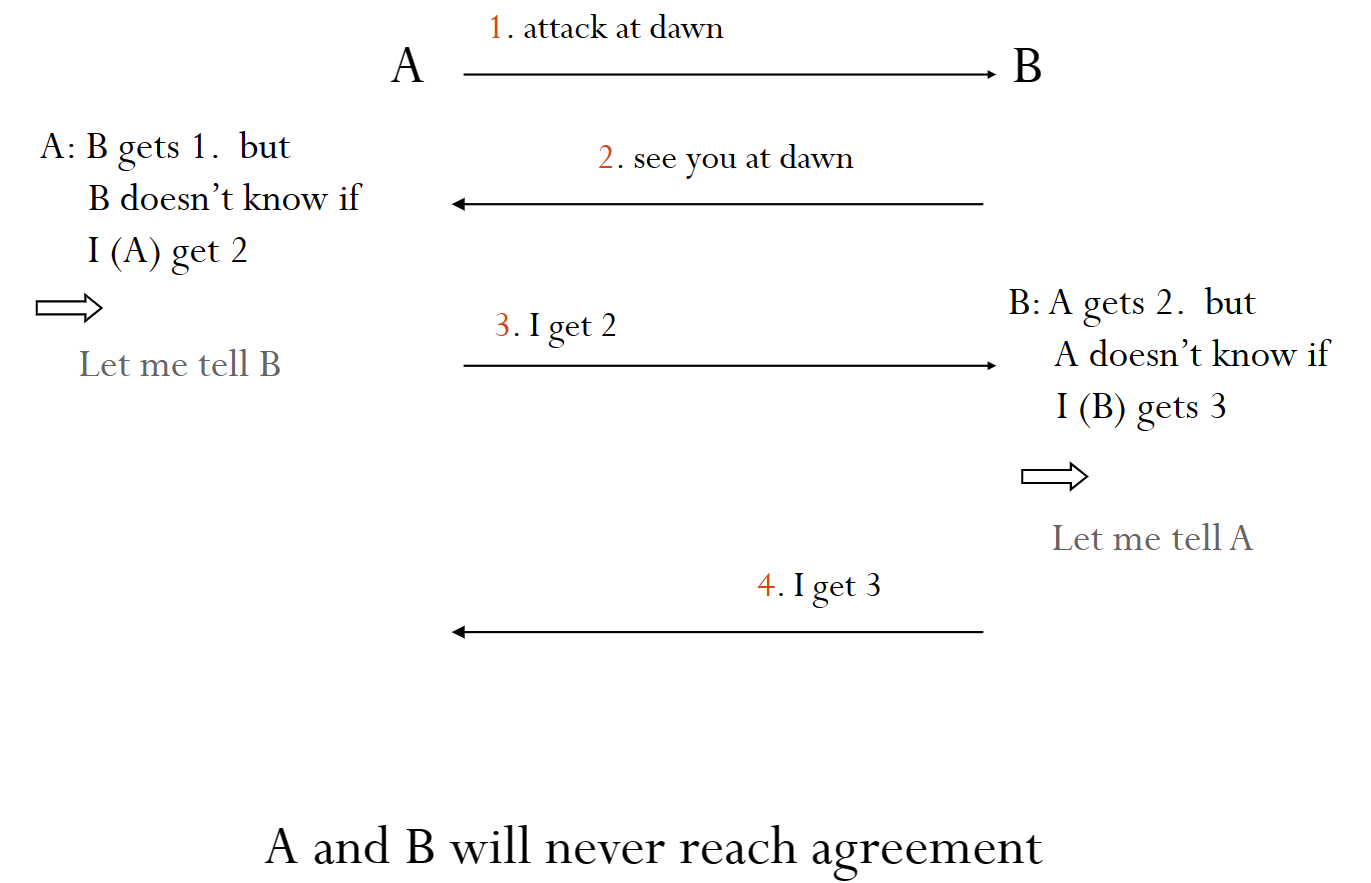 1. attack at dawn
A
B
A: B gets 1. but
B doesn't know if
I (A) get 2
2. see you at dawn
Let me tell B
3. I get 2
B: A gets 2. but
A doesn't know if
I (B) gets 3
Let me tell A
4. I get 3
A and B will never reach agreement